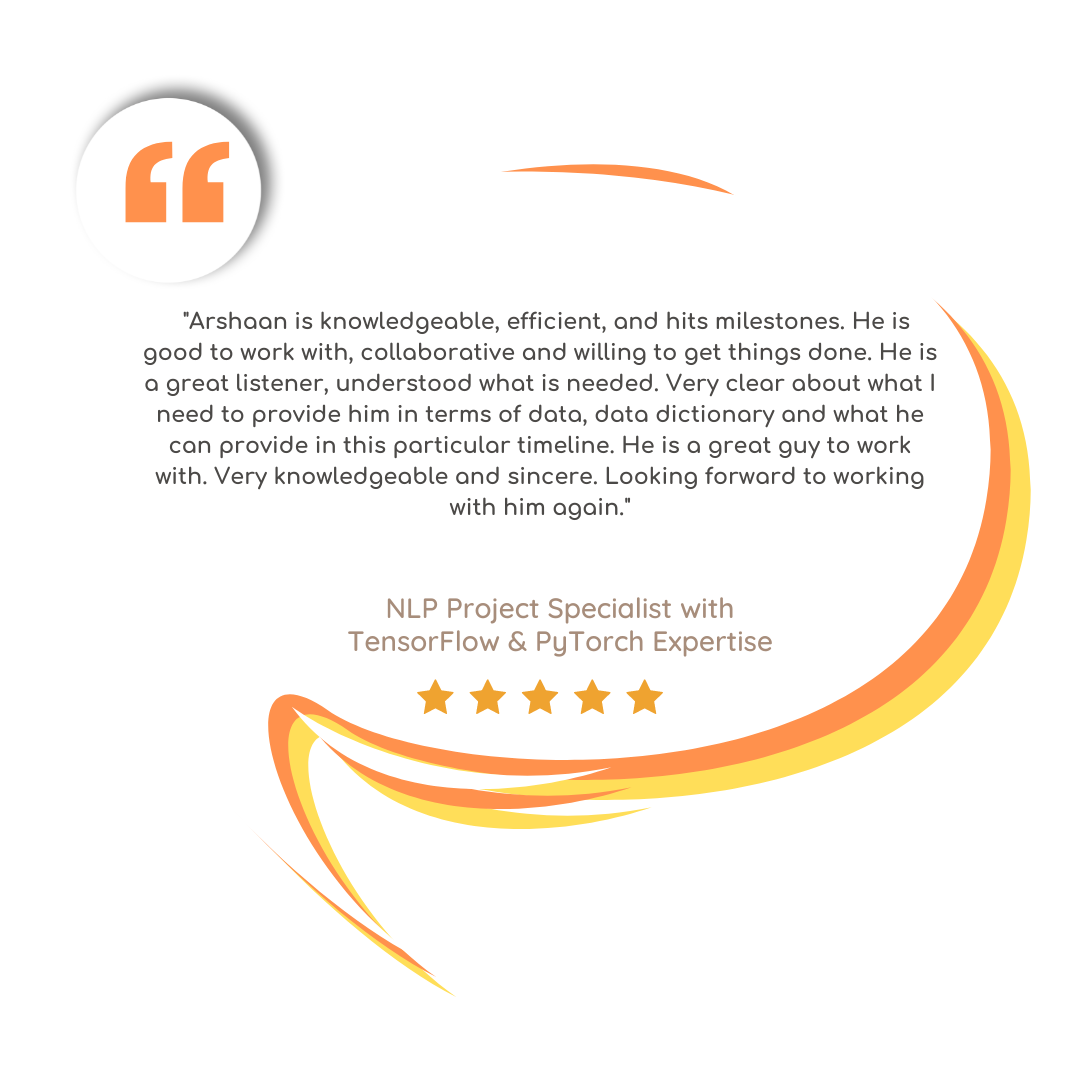 "Arshaan is knowledgeable, efficient, and hits milestones. He is
good to work with, collaborative and willing to get things done. He is
a great listener, understood what is needed. Very clear about what I
need to provide him in terms of data, data dictionary and what he
can provide in this particular timeline. He is a great guy to work
with. Very knowledgeable and sincere. Looking forward to working
with him again."
NLP Project Specialist with
TensorFlow & PyTorch Expertise